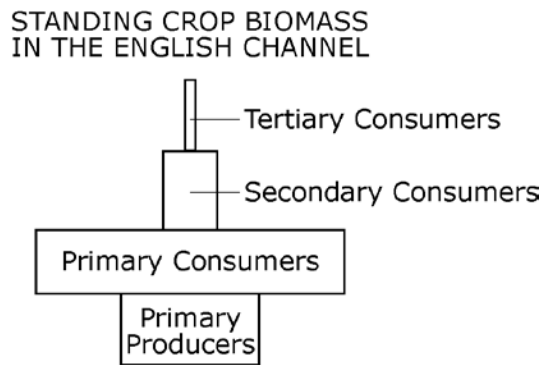 STANDING CROP BIOMASS
IN THE ENGLISH CHANNEL
Tertiary Consumers
Secondary Consumers
Primary Consumers
Primary
Producers